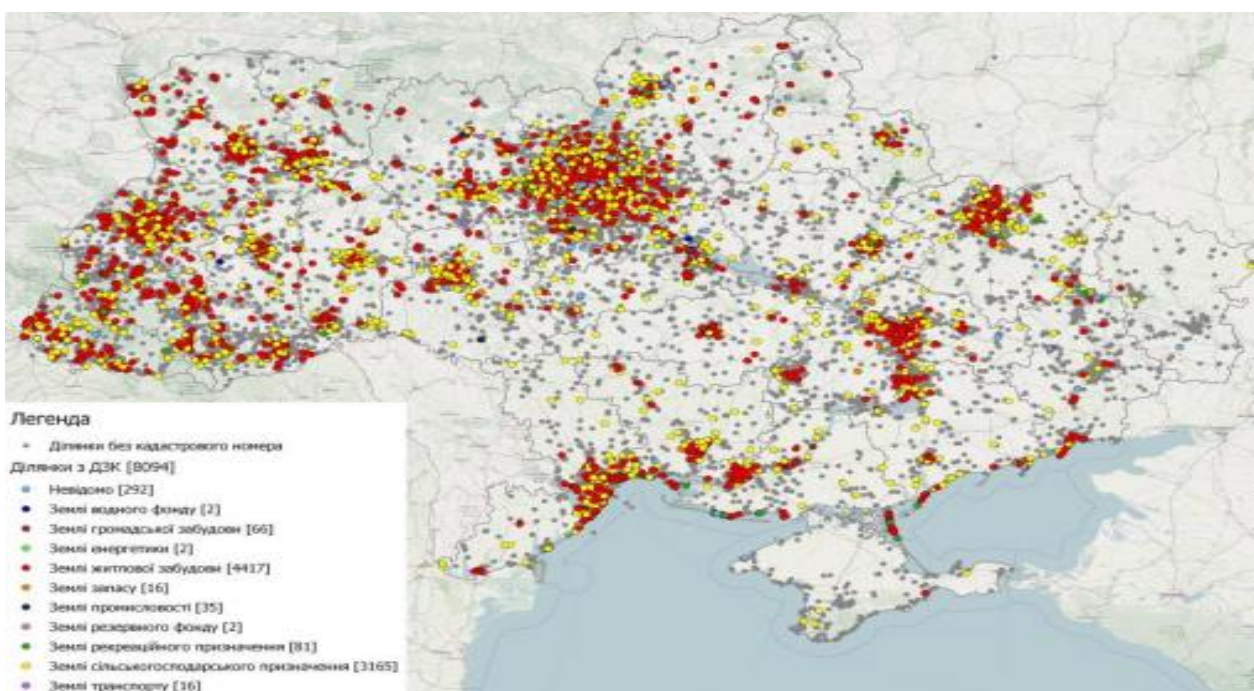 Легенда
Ділянки без кадастрового номера
Ділянки з ДЗК [8094]
Невідомо [292]
Землі водного фонду [2]
Землі громадської забудови [66]
Землі енергетики [2]
Землі житлової забудови [4417]
Землі запасу [16]
Землі промисловості [35]
Землі резервного фонду [2]
Землі рекреаційного призначення [81]
Землі сільськогосподарського призначення [3165]
Землі транспорту [16]